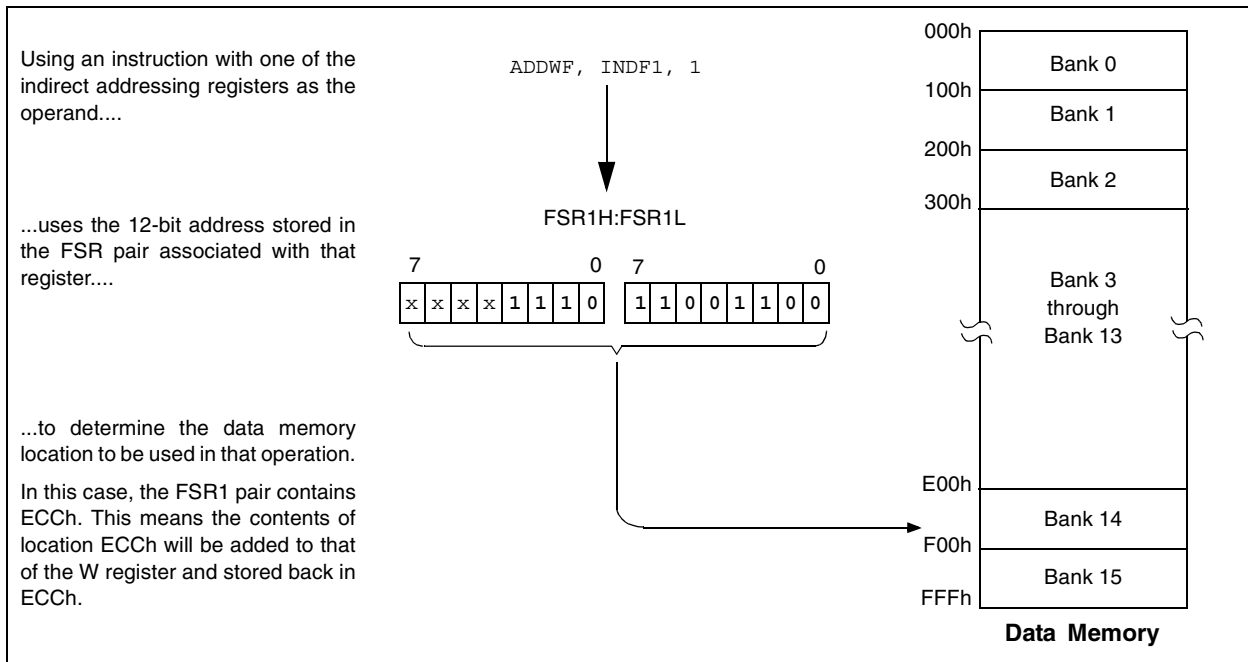 Using an instruction with one of the
indirect addressing registers as the
operand....
ADDWF, INDF1, 1
...uses the 12-bit address stored in
the FSR pair associated with that
register....
FSR1H:FSR1L
7 0 7 0
x x x x 1 1 1 0 1 1 0 0 1 1 0 0
...to determine the data memory
location to be used in that operation.
In this case, the FSR1 pair contains
ECCh. This means the contents of
location ECCh will be added to that
of the W register and stored back in
ECCh.
000h
Bank 0
100h
Bank 1
200h
Bank 2
300h
Bank 3
through
Bank 13
E00h
Bank 14
F00h
Bank 15
FFFh
Data Memory